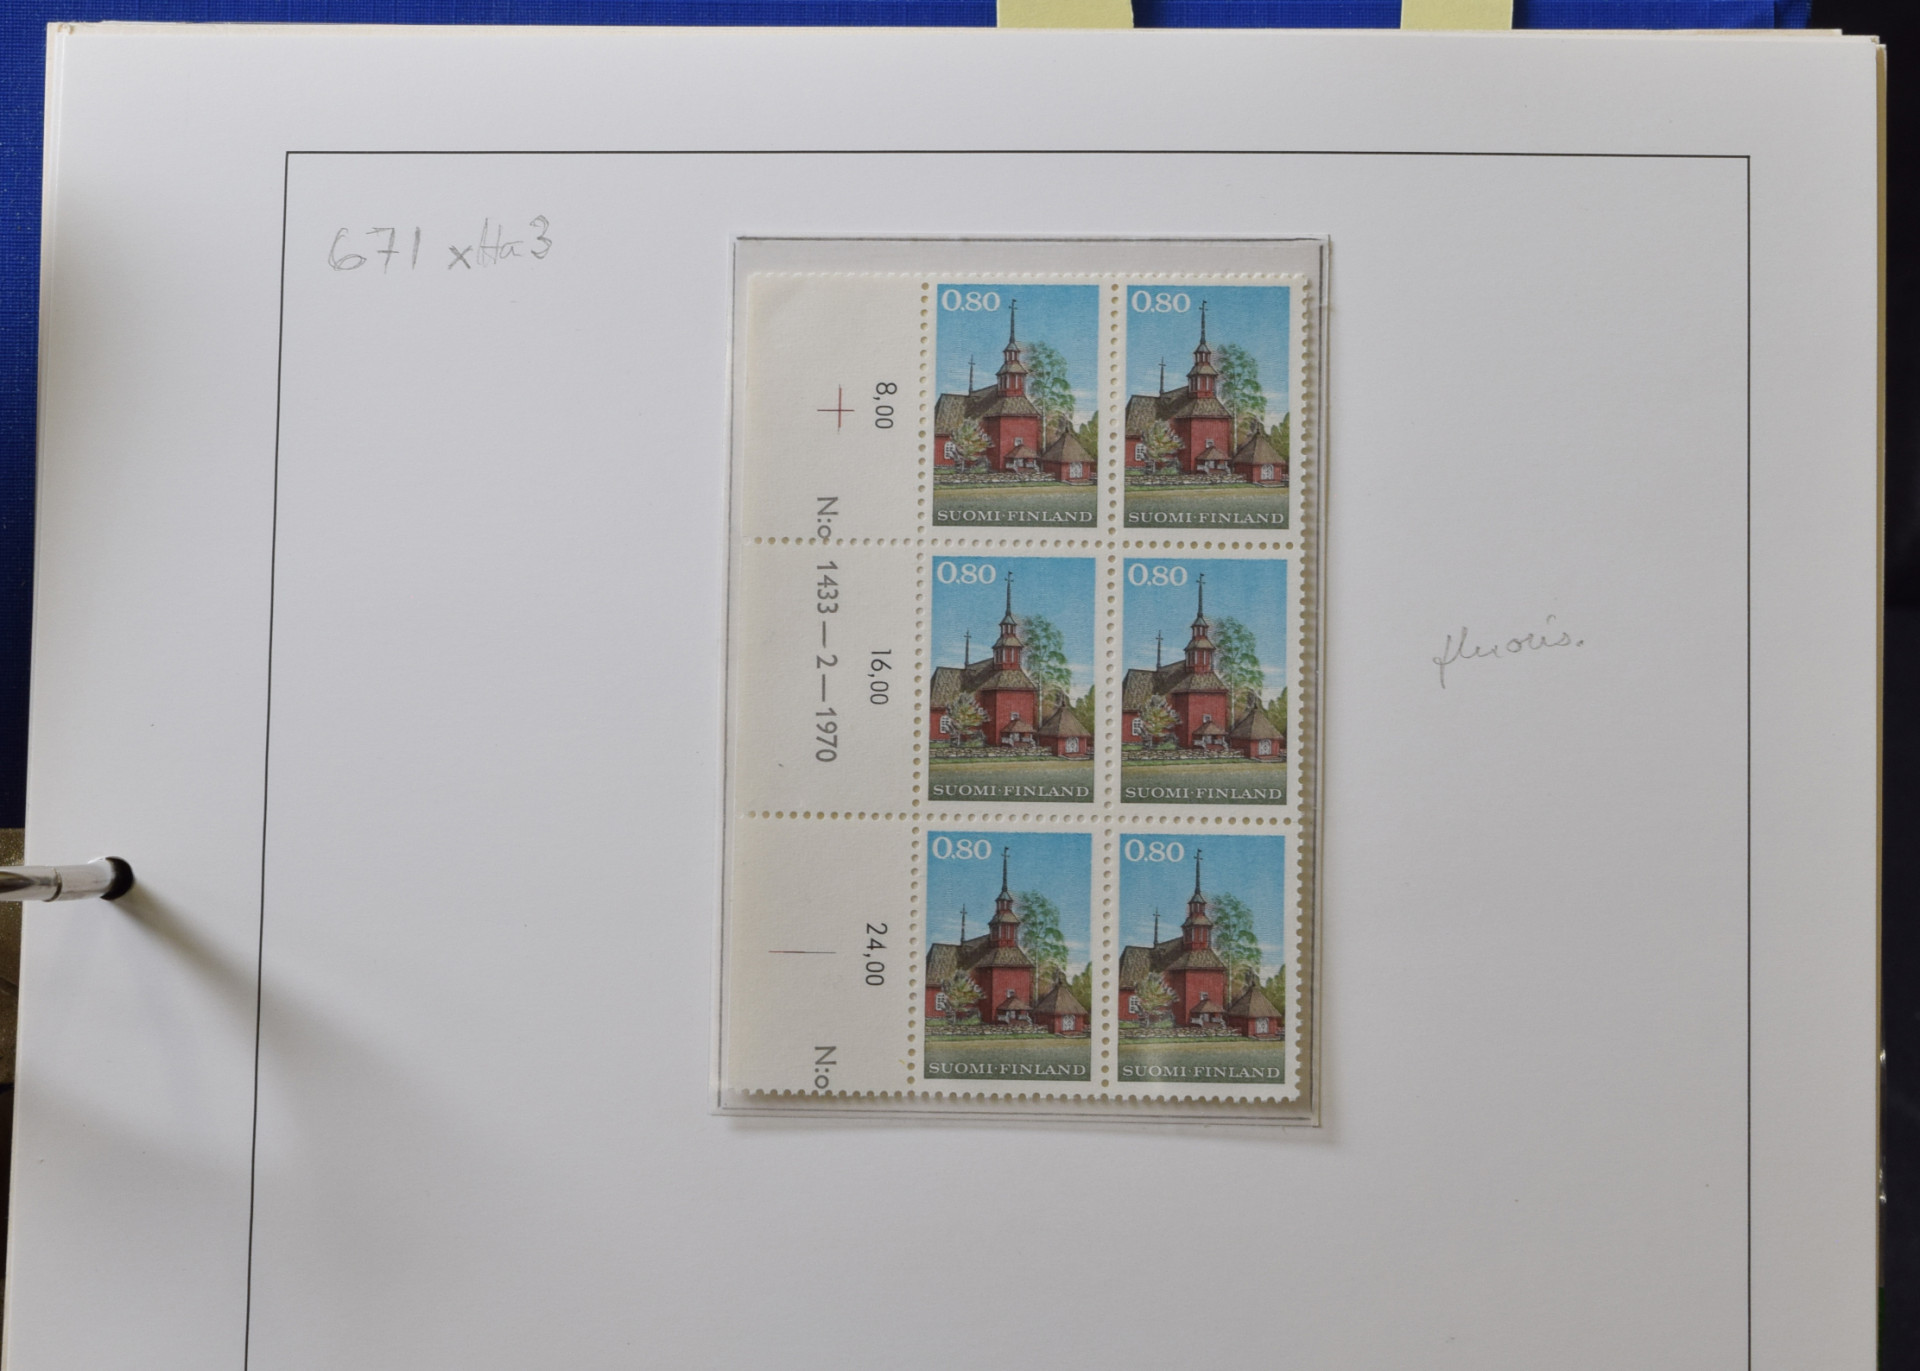 671 xHa3
8,00
0.80
0.80
SUOMI·FINLAND
SUOMI·FINLAND
N:o 1433—2—1970
16,00
0.80
0.80
SUOMI·FINLAND
SUOMI·FINLAND
fluoris.
24,00
0.80
0.80
N:o
SUOMI·FINLAND
SUOMI·FINLAND